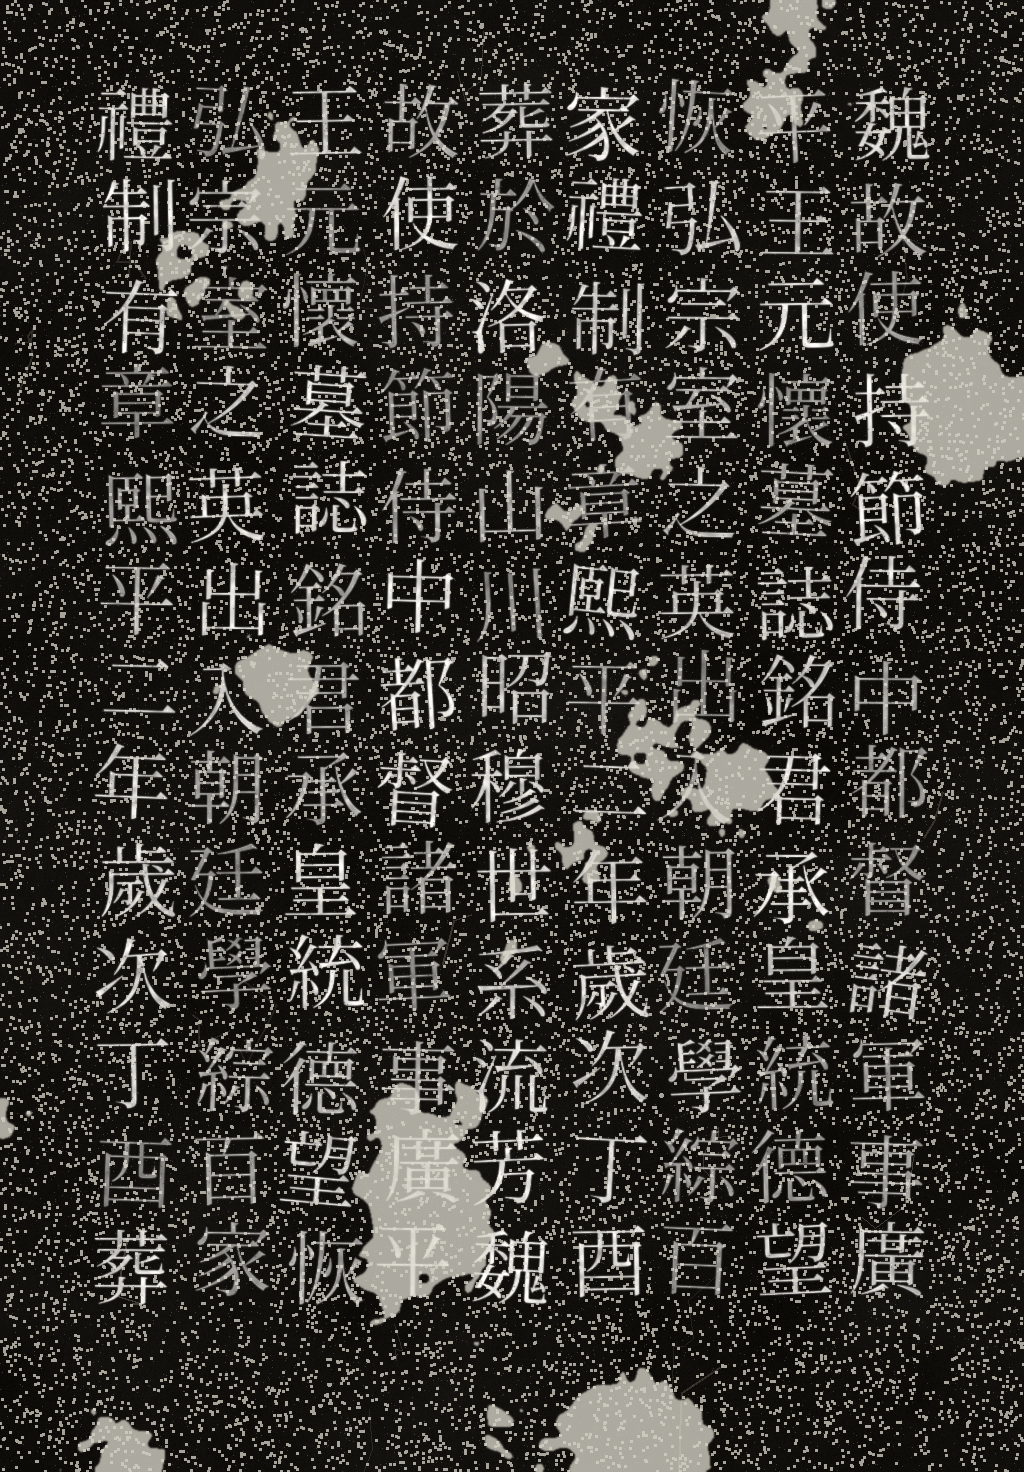 魏故使持節侍中都督諸軍事廣
平王元懷墓誌銘君承皇統德望
恢弘宗室之英出人朝廷學綜百
家禮制有章熙平二年歲次丁酉
葬於洛陽山川昭穆世系流芳魏
故使持節侍中都督諸軍事廣平
王元懷墓誌銘君承皇統德望恢
弘宗室之英出人朝廷學綜百家
禮制有章熙平二年歲次丁酉葬